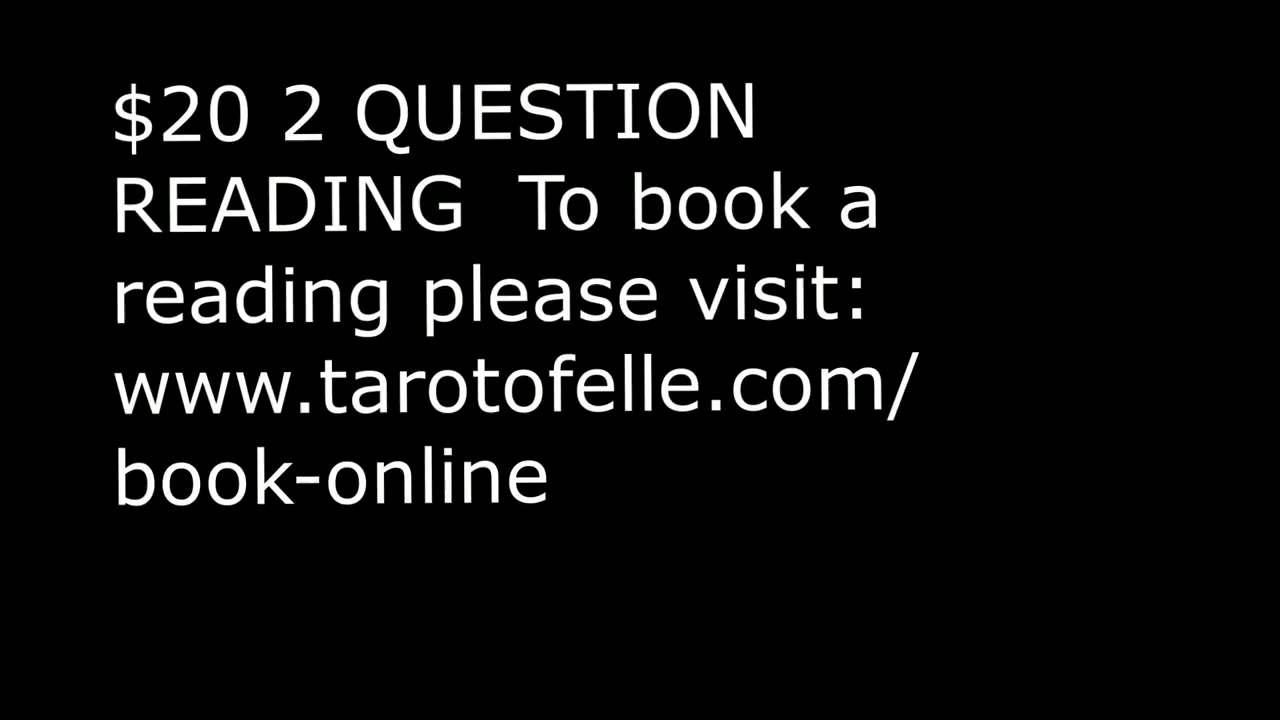 $20 2 QUESTION
READING  To book a
reading please visit:
www.tarotofelle.com/
book-online